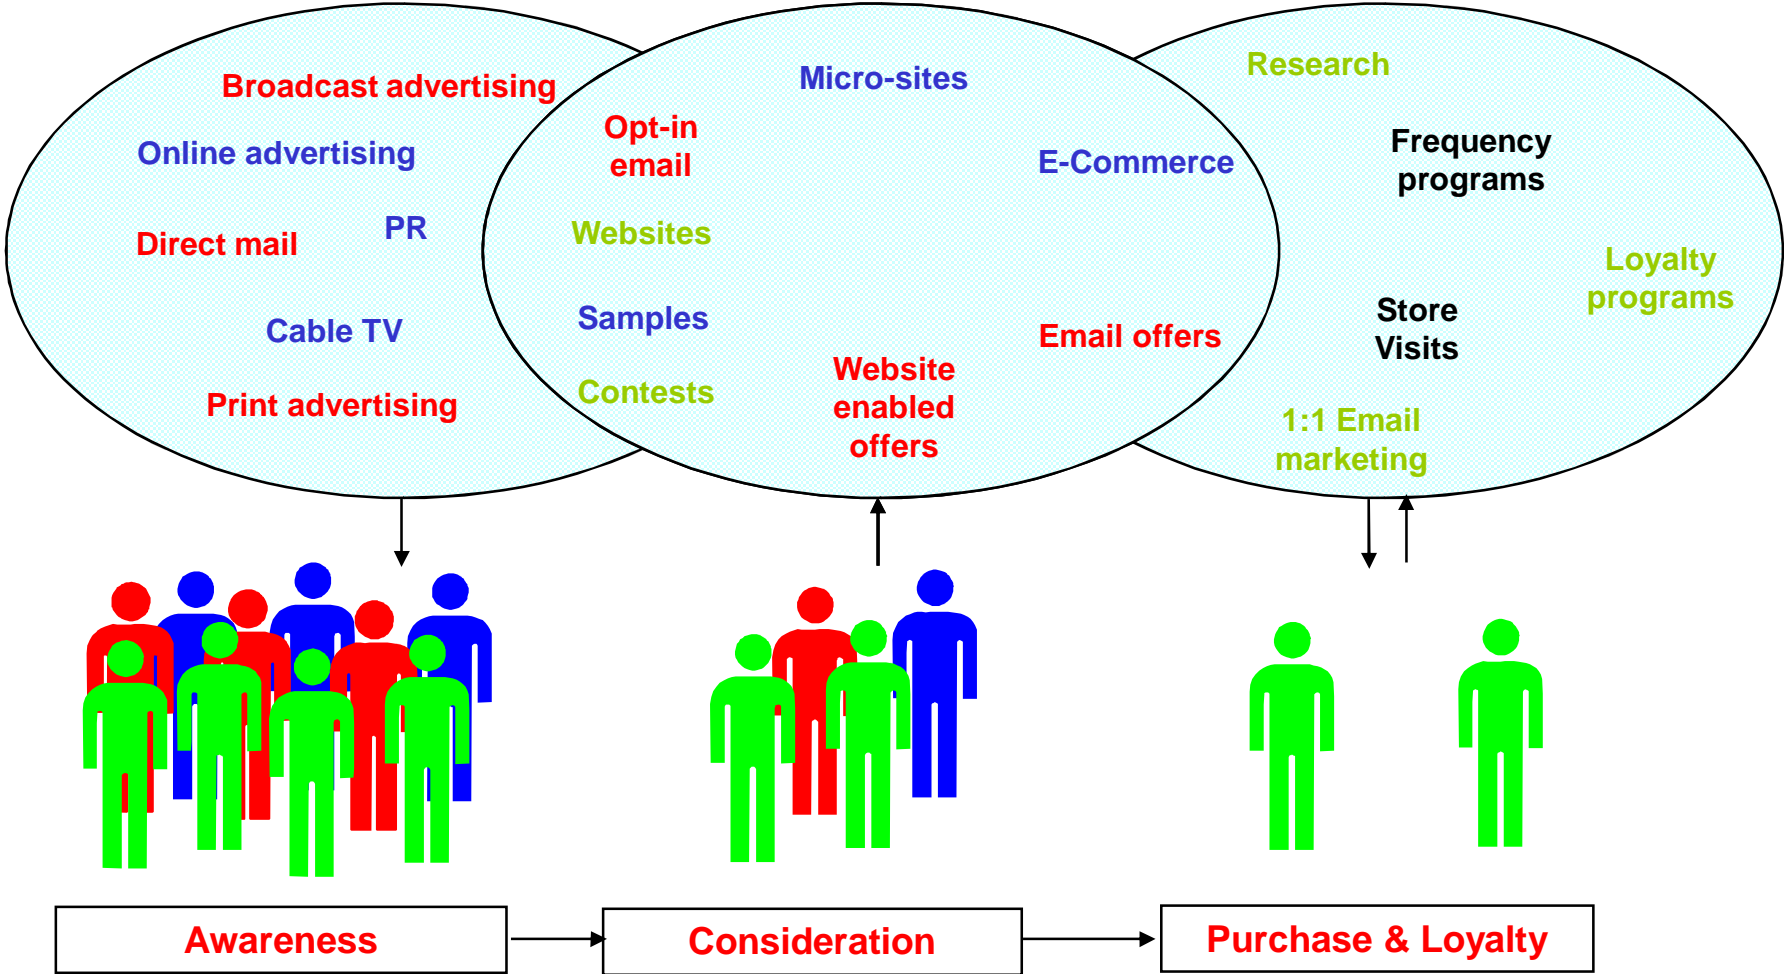 Broadcast advertising
Online advertising
PR
Direct mail
Cable TV
Print advertising
Micro-sites
Opt-in
email
E-Commerce
Websites
Samples
Email offers
Website
enabled
offers
Contests
Research
Frequency
programs
Loyalty
programs
Store
Visits
1:1 Email
marketing
Awareness
Consideration
Purchase & Loyalty